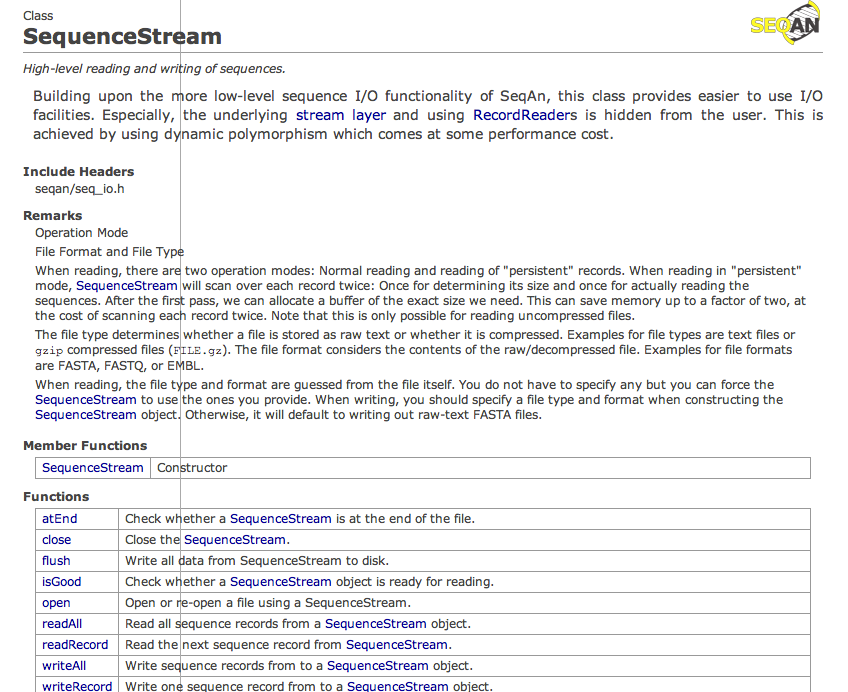 Class
SEQAN
SequenceStream
High-level reading and writing of sequences.
Building upon the more low-level sequence I/O functionality of SeqAn, this class provides easier to use I/O
facilities. Especially, the underlying stream layer and using RecordReaders is hidden from the user. This is
achieved by using dynamic polymorphism which comes at some performance cost.
Include Headers
seqan/seq_io.h
Remarks
Operation Mode
File Format and File Type
When reading, there are two operation modes: Normal reading and reading of "persistent" records. When reading in "persistent"
mode, SequenceStream will scan over each record twice: Once for determining its size and once for actually reading the
sequences. After the first pass, we can allocate a buffer of the exact size we need. This can save memory up to a factor of two, at
the cost of scanning each record twice. Note that this is only possible for reading uncompressed files.
The file type determines whether a file is stored as raw text or whether it is compressed. Examples for file types are text files or
gzip compressed files (FILE.gz). The file format considers the contents of the raw/decompressed file. Examples for file formats
are FASTA, FASTQ, or EMBL.
When reading, the file type and format are guessed from the file itself. You do not have to specify any but you can force the
SequenceStream to use the ones you provide. When writing, you should specify a file type and format when constructing the
SequenceStream object. Otherwise, it will default to writing out raw-text FASTA files.
Member Functions
SequenceStream Constructor
Functions
atEnd Check whether a SequenceStream is at the end of the file.
close Close the SequenceStream.
flush Write all data from SequenceStream to disk.
isGood Check whether a SequenceStream object is ready for reading.
open Open or re-open a file using a SequenceStream.
readAll Read all sequence records from a SequenceStream object.
readRecord Read the next sequence record from SequenceStream.
writeAll Write sequence records from to a SequenceStream object.
writeRecord Write one sequence record from to a SequenceStream object.